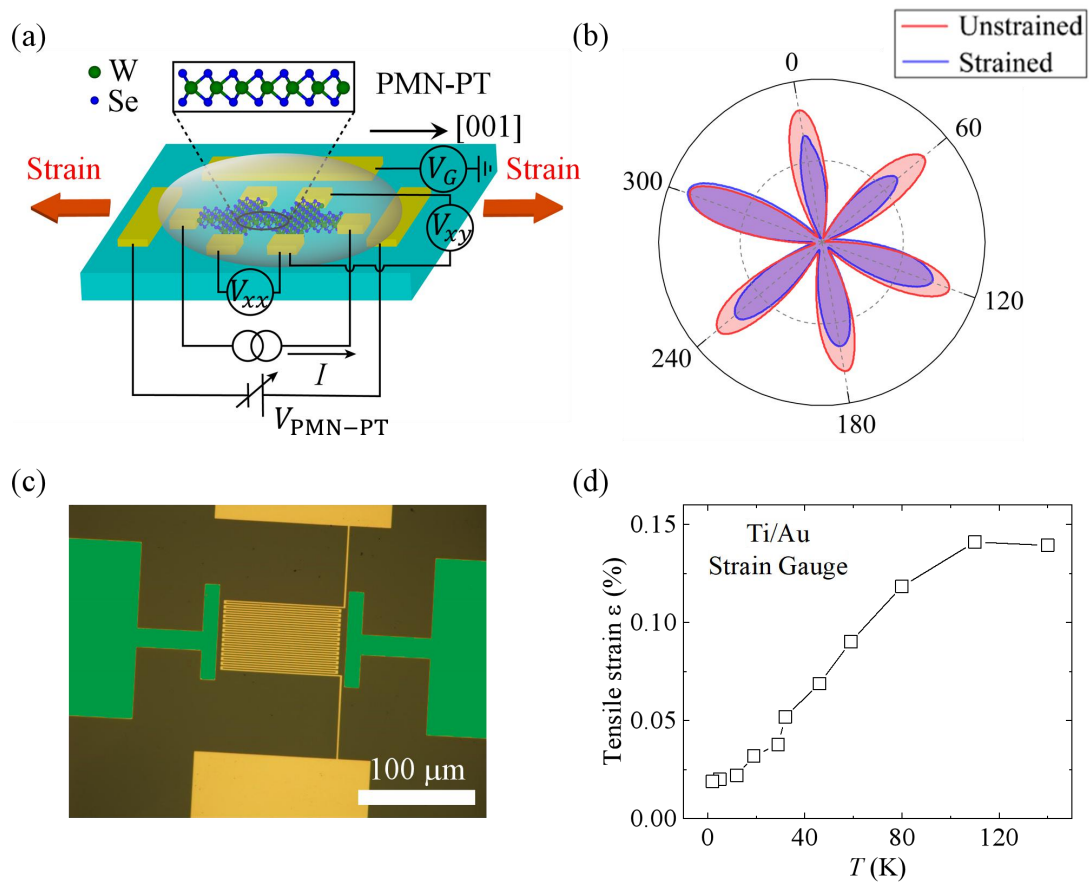 (a)
W
Se
PMN-PT
[001]
Strain
Strain
V_G
V_xy
V_xx
I
V_PMN−PT
(b)
Unstrained
Strained
0
60
120
180
240
300
(c)
100 μm
(d)
Ti/Au
Strain Gauge
Tensile strain ε (%)
0.15
0.10
0.05
0.00
0
40
80
120
T (K)